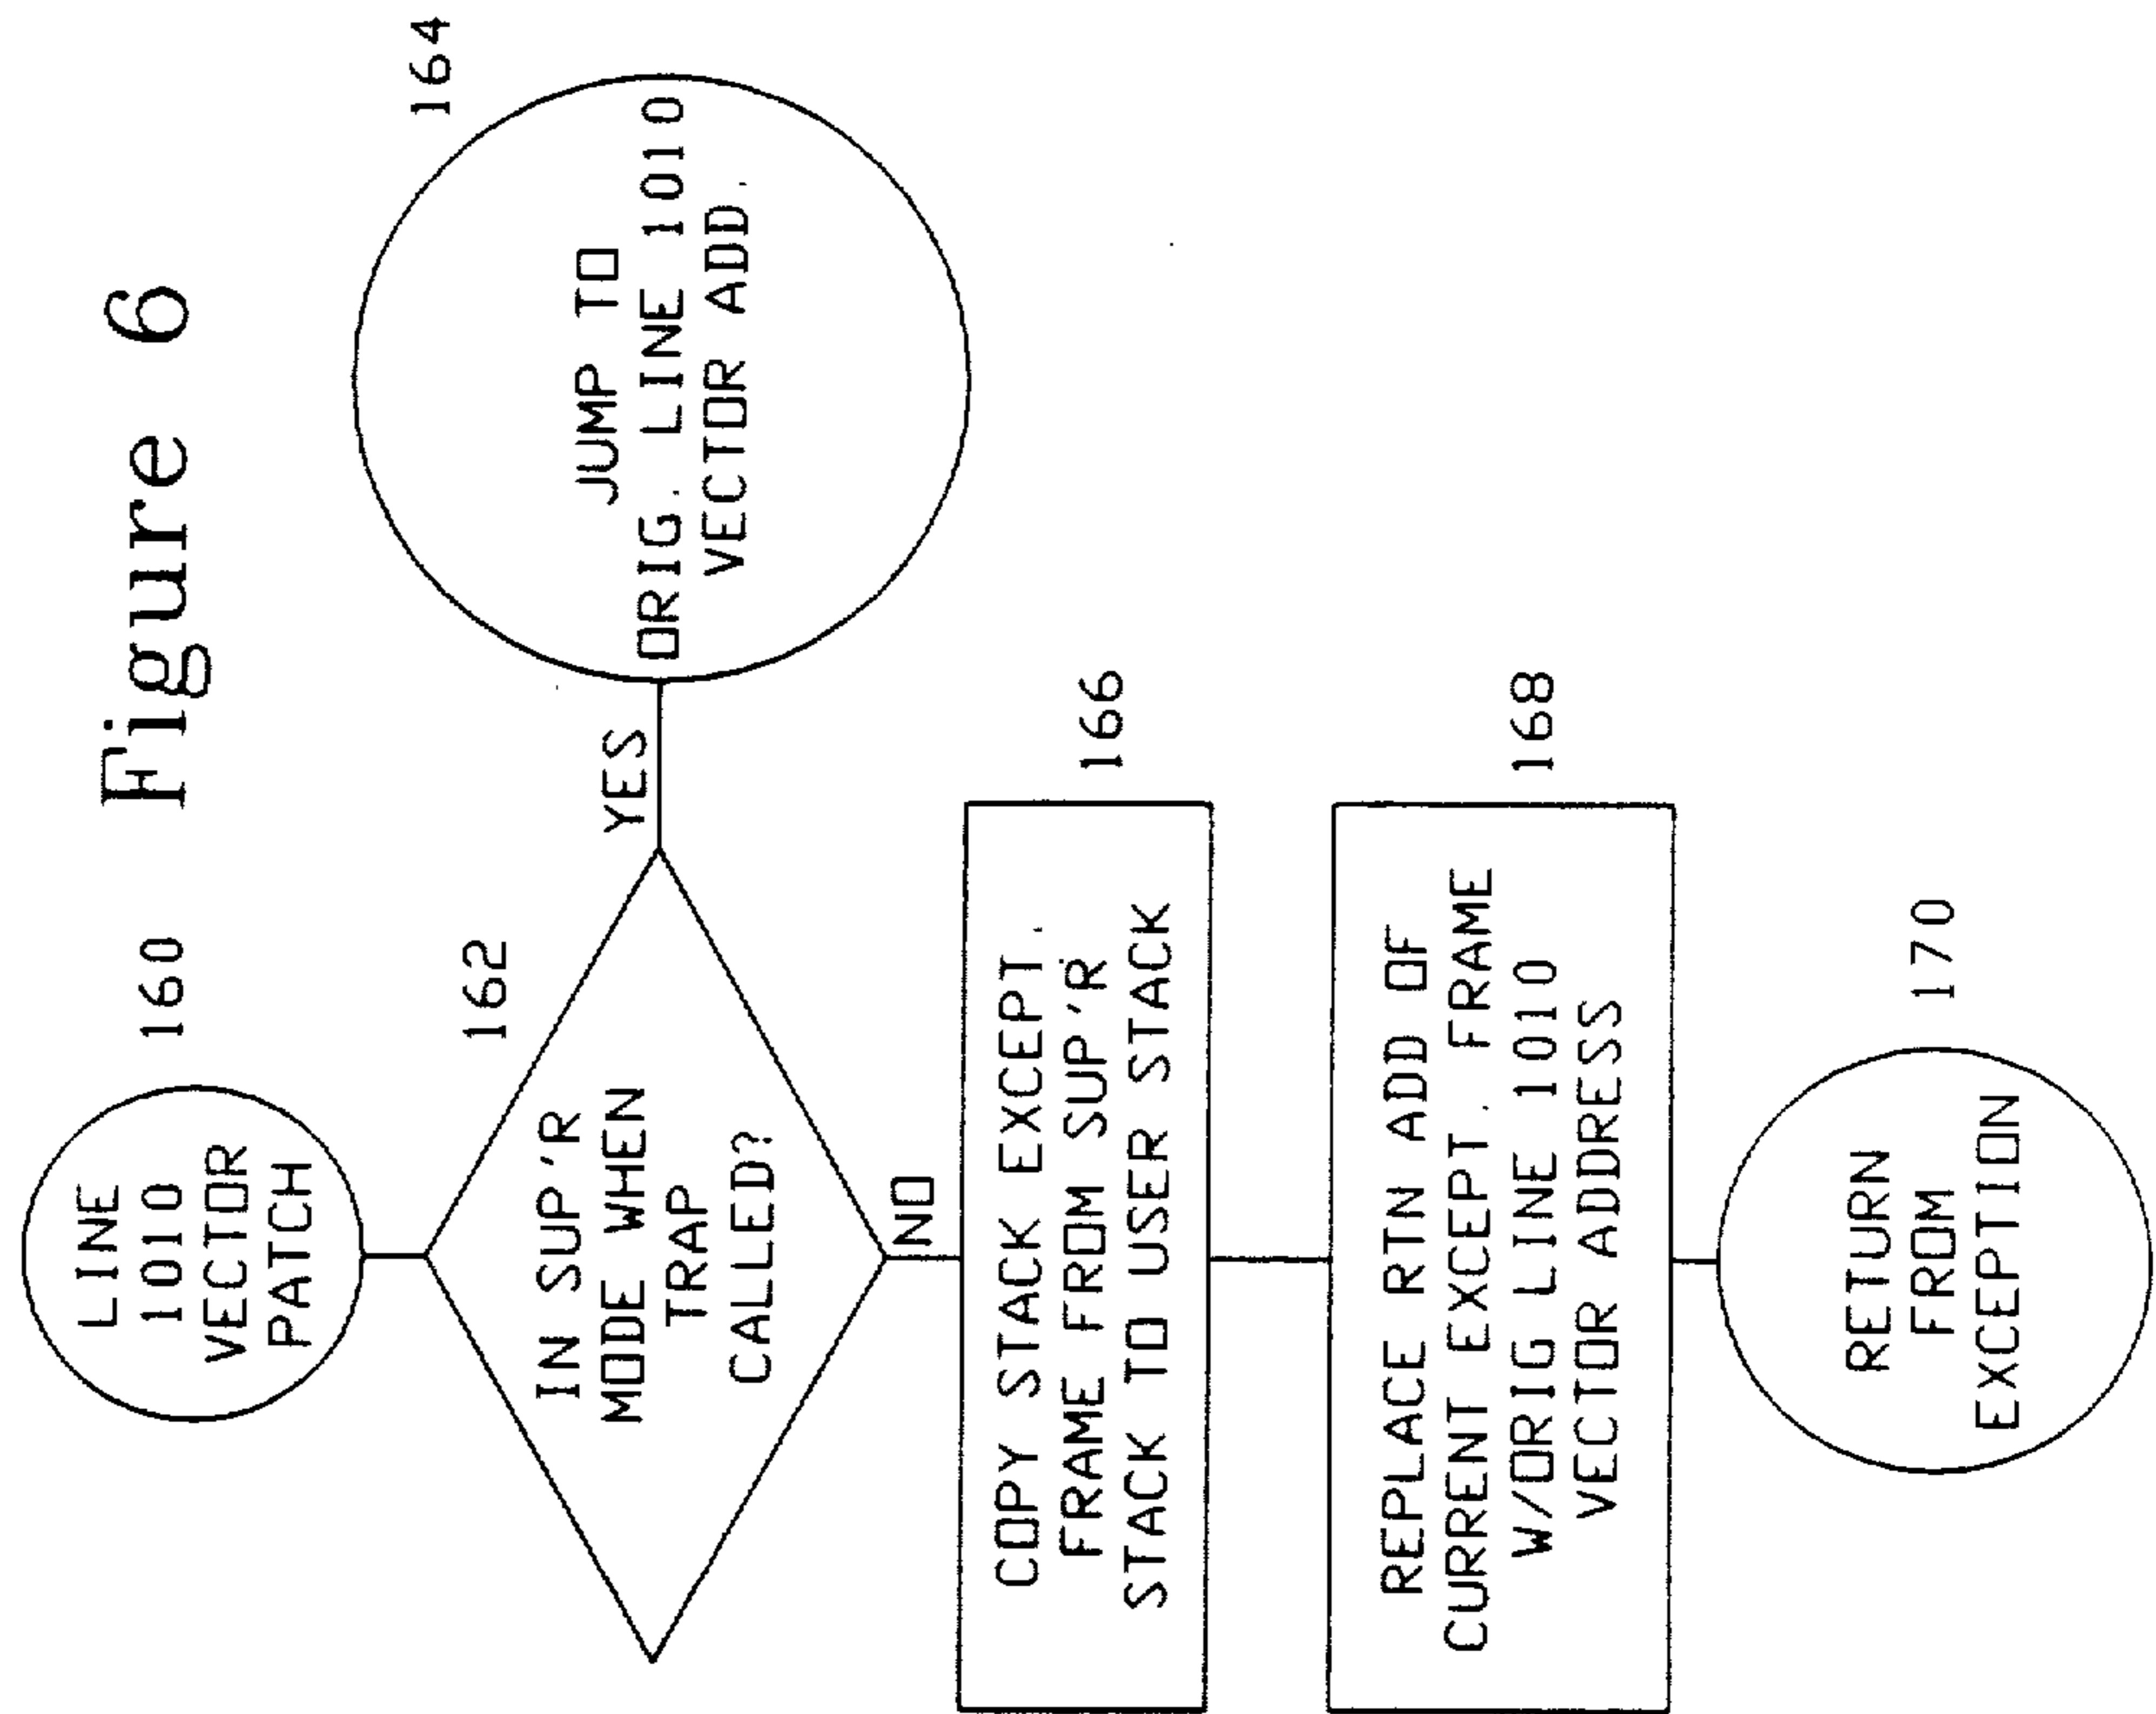 Figure 6
LINE
1010
VECTOR
PATCH
160
162
IN SUP'R
MODE WHEN
TRAP
CALLED?
YES
164
JUMP TO
ORIG. LINE 1010
VECTOR ADD.
NO
COPY STACK EXCEPT.
FRAME FROM SUP'R
STACK TO USER STACK
166
REPLACE RTN ADD OF
CURRENT EXCEPT. FRAME
W/ORIG LINE 1010
VECTOR ADDRESS
168
RETURN
FROM
EXCEPTION
170